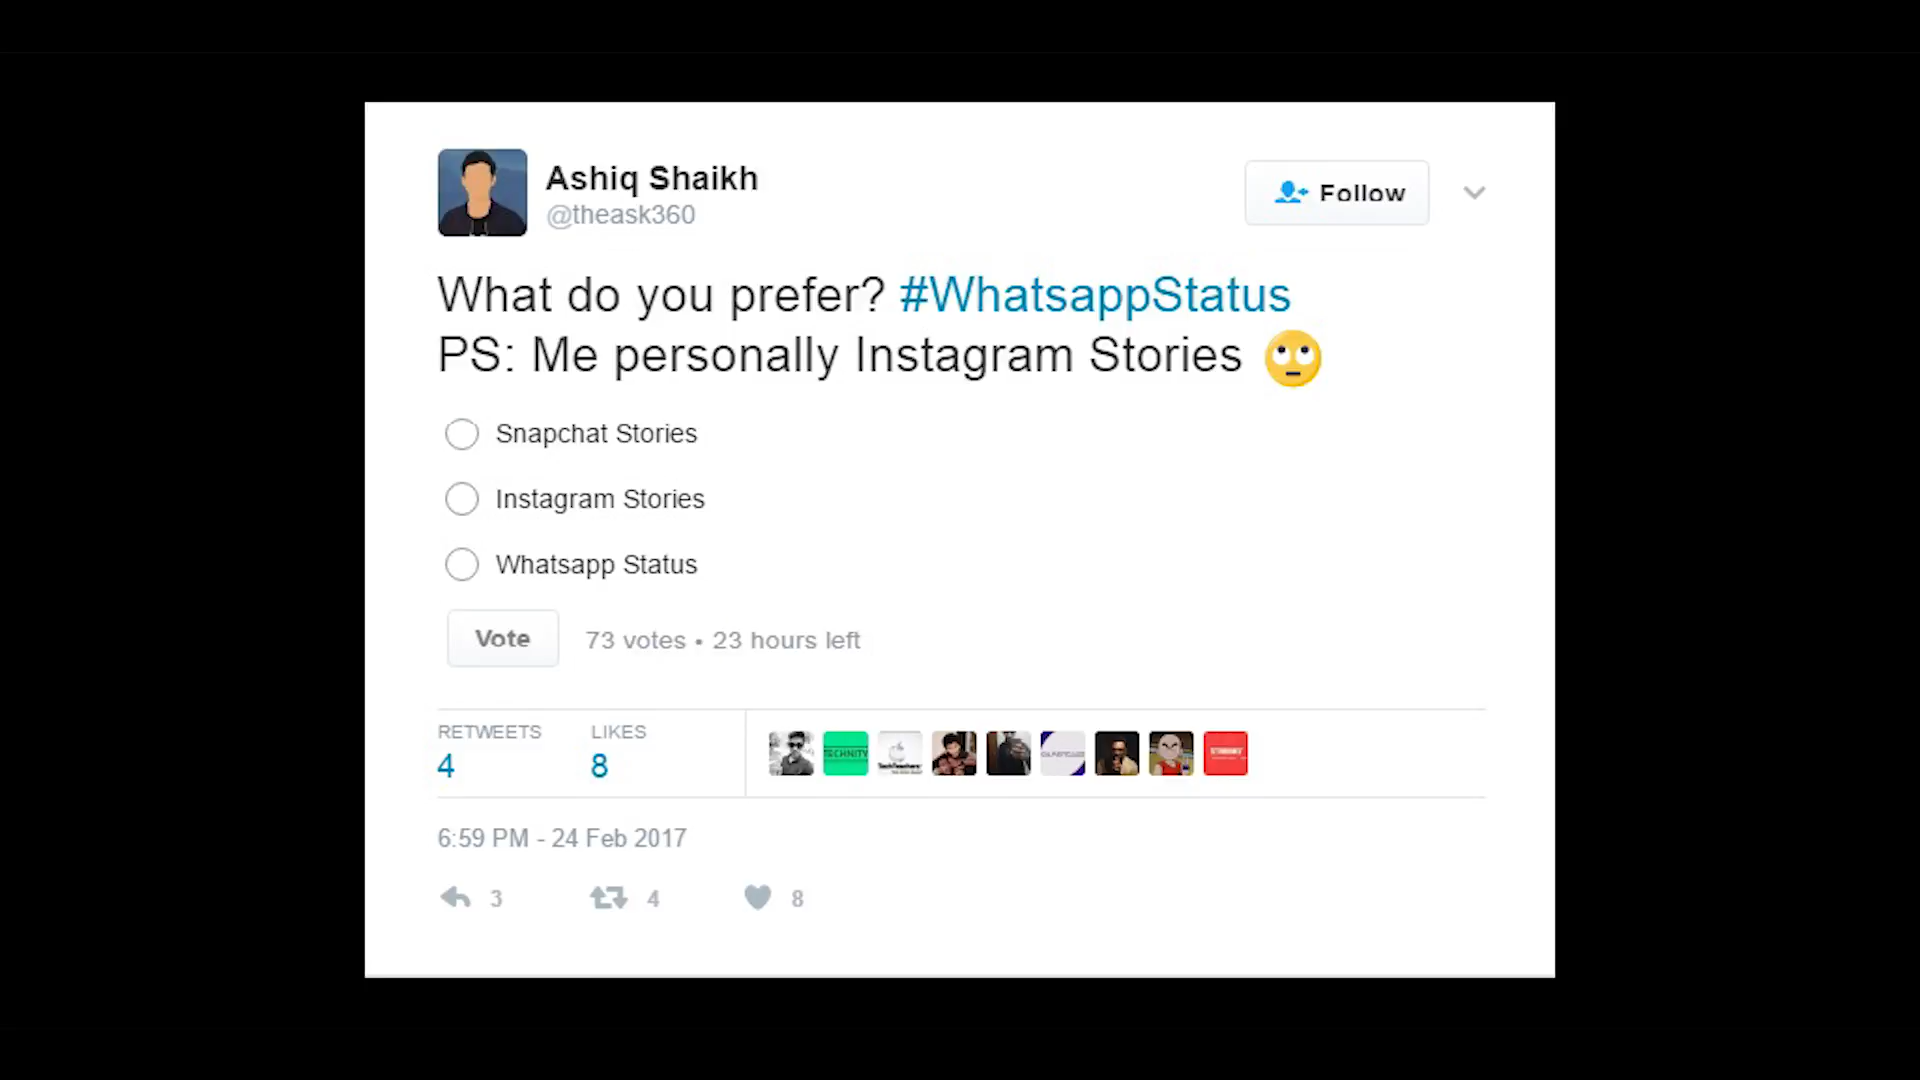 Ashiq Shaikh
@theask360
Follow
What do you prefer? #WhatsappStatus
PS: Me personally Instagram Stories 🙄
Snapchat Stories
Instagram Stories
Whatsapp Status
Vote
73 votes • 23 hours left
RETWEETS
4
LIKES
8
TECHNITY
TechTeachers
6:59 PM - 24 Feb 2017
3
4
8